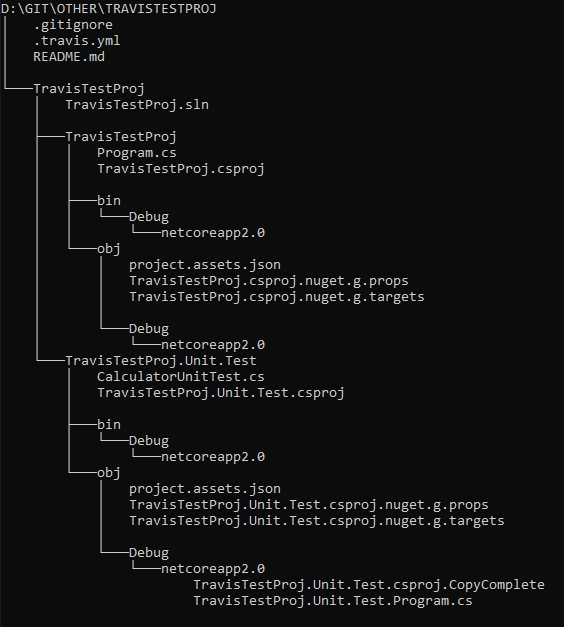 D:\GIT\OTHER\TRAVISTESTPROJ
.gitignore
.travis.yml
README.md
TravisTestProj
TravisTestProj.sln
TravisTestProj
Program.cs
TravisTestProj.csproj
bin
Debug
netcoreapp2.0
obj
project.assets.json
TravisTestProj.csproj.nuget.g.props
TravisTestProj.csproj.nuget.g.targets
Debug
netcoreapp2.0
TravisTestProj.Unit.Test
CalculatorUnitTest.cs
TravisTestProj.Unit.Test.csproj
bin
Debug
netcoreapp2.0
obj
project.assets.json
TravisTestProj.Unit.Test.csproj.nuget.g.props
TravisTestProj.Unit.Test.csproj.nuget.g.targets
Debug
netcoreapp2.0
TravisTestProj.Unit.Test.csproj.CopyComplete
TravisTestProj.Unit.Test.Program.cs